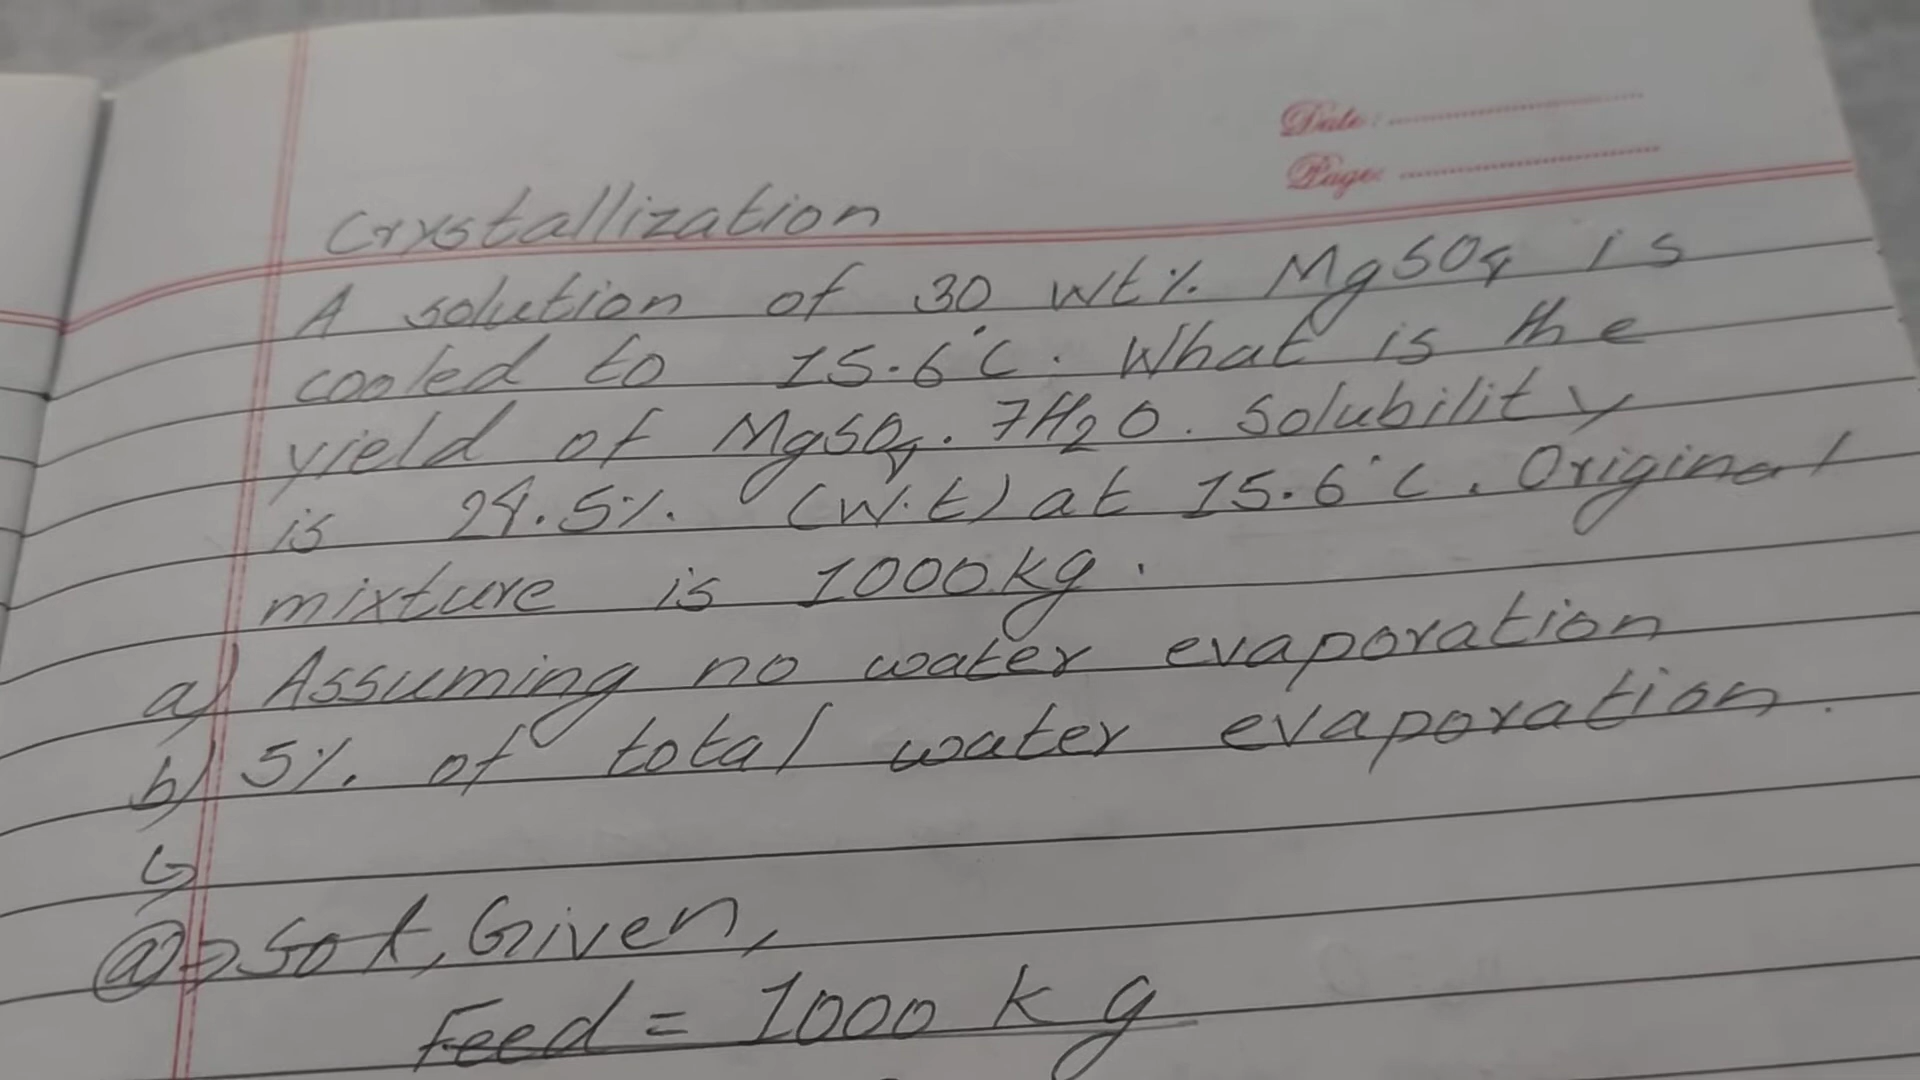 Date: ..........
Page: ..........
Crystallization
A solution of 30 wt% MgSO4 is
cooled to 15.6°C. What is the
yield of MgSO4.7H2O. Solubility
is 24.5% (w.t) at 15.6°C. Original
mixture is 1000kg.
a) Assuming no water evaporation
b) 5% of total water evaporation.
↳
ⓐ⇒ Soln, Given,
Feed = 1000 kg